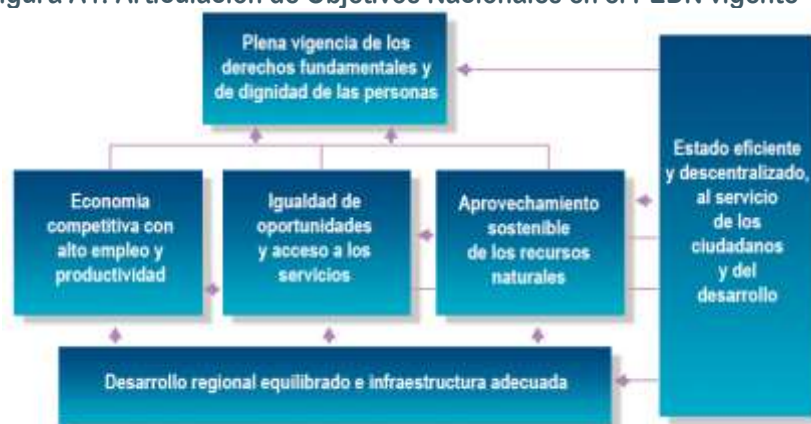 Plena vigencia de los
derechos fundamentales y
de dignidad de las personas
Economía
competitiva con
alto empleo y
productividad
Igualdad de
oportunidades
y acceso a los
servicios
Aprovechamiento
sostenible
de los recursos
naturales
Estado eficiente
y descentralizado,
al servicio
de los
ciudadanos
y del
desarrollo
Desarrollo regional equilibrado e infraestructura adecuada